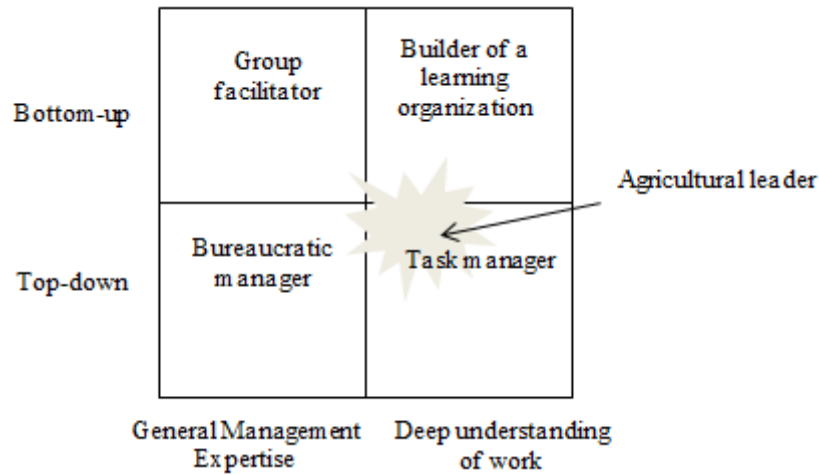 Group
facilitator
Builder of a
learning
organization
Bottom-up
Agricultural leader
Bureaucratic
manager
Task manager
Top-down
General Management
Expertise
Deep understanding
of work